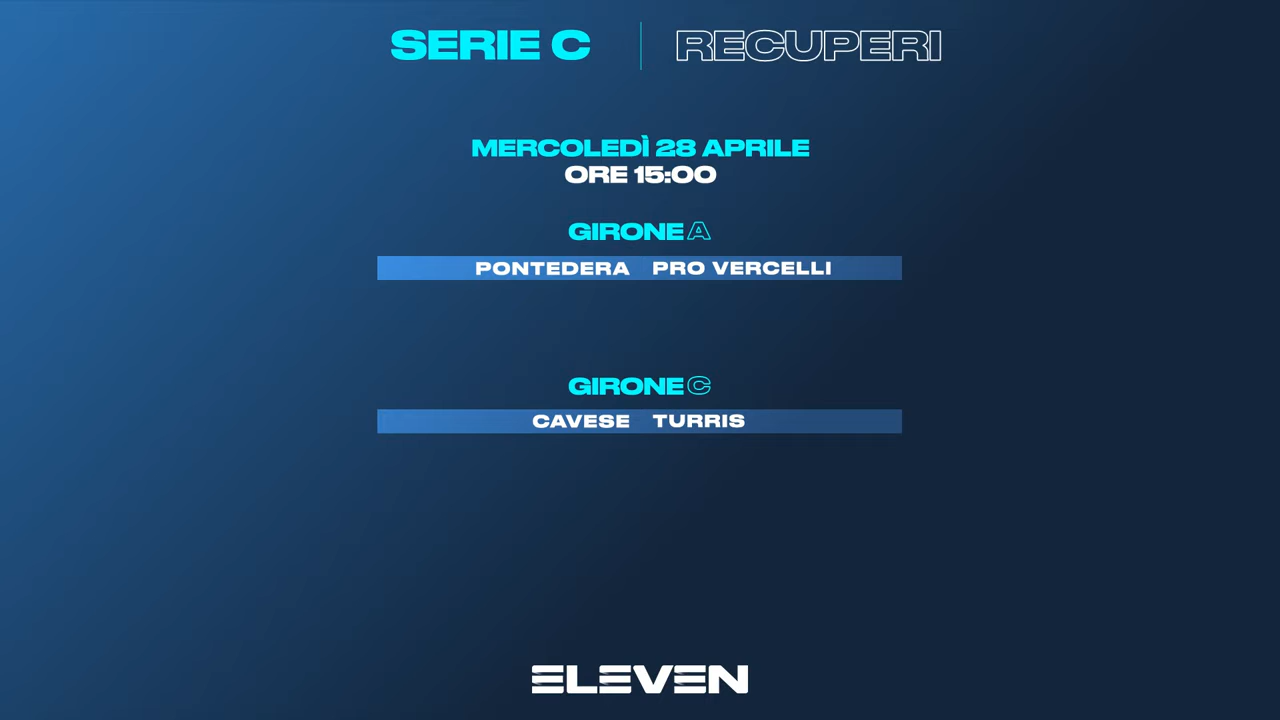 SERIE C RECUPERI
MERCOLEDÌ 28 APRILE
ORE 15:00
GIRONE A
PONTEDERA PRO VERCELLI
GIRONE C
CAVESE TURRIS
ELEVEN